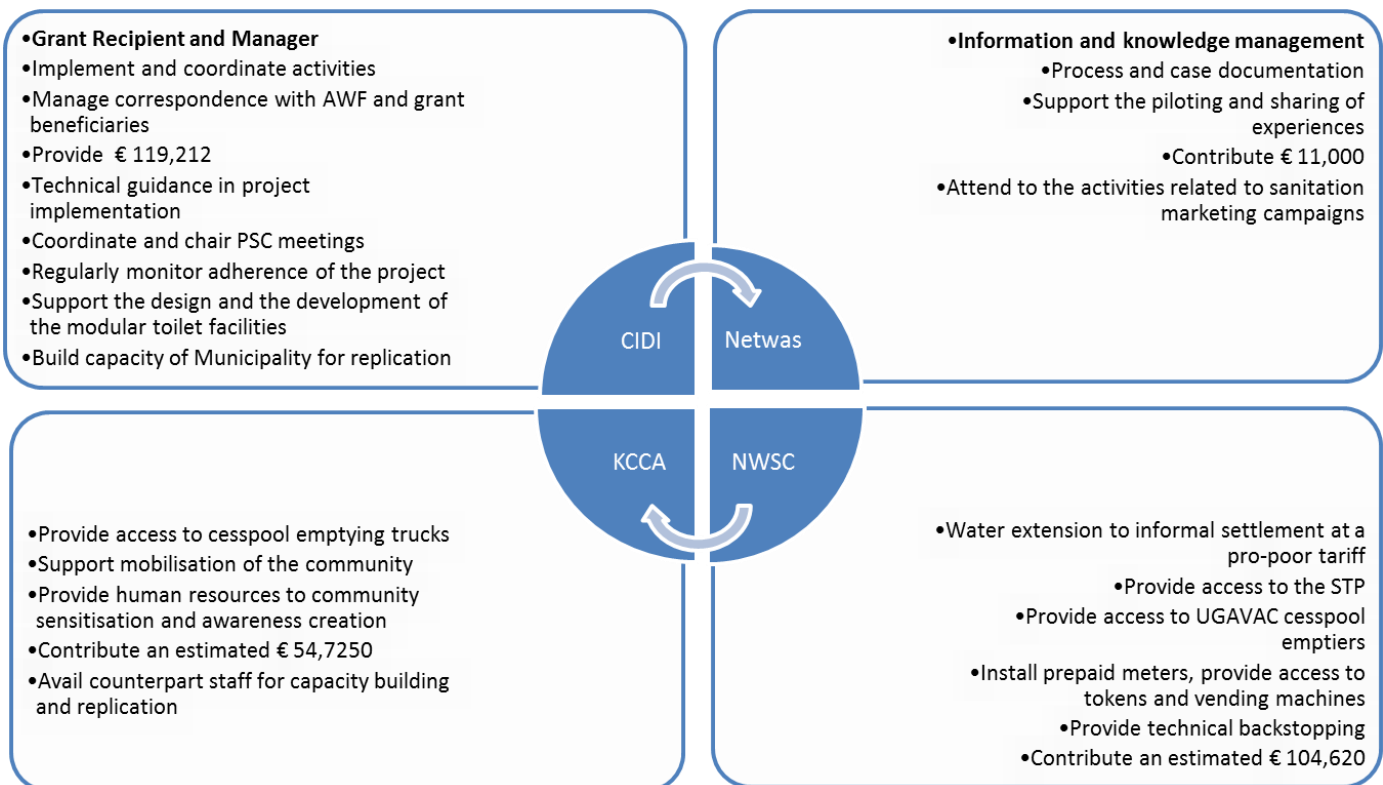 •Grant Recipient and Manager
•Implement and coordinate activities
•Manage correspondence with AWF and grant
beneficiaries
•Provide € 119,212
•Technical guidance in project
implementation
•Coordinate and chair PSC meetings
•Regularly monitor adherence of the project
•Support the design and the development of
the modular toilet facilities
•Build capacity of Municipality for replication
•Information and knowledge management
•Process and case documentation
•Support the piloting and sharing of
experiences
•Contribute € 11,000
•Attend to the activities related to sanitation
marketing campaigns
CIDI
Netwas
KCCA
NWSC
•Provide access to cesspool emptying trucks
•Support mobilisation of the community
•Provide human resources to community
sensitisation and awareness creation
•Contribute an estimated € 54,7250
•Avail counterpart staff for capacity building
and replication
•Water extension to informal settlement at a
pro-poor tariff
•Provide access to the STP
•Provide access to UGAVAC cesspool
emptiers
•Install prepaid meters, provide access to
tokens and vending machines
•Provide technical backstopping
•Contribute an estimated € 104,620